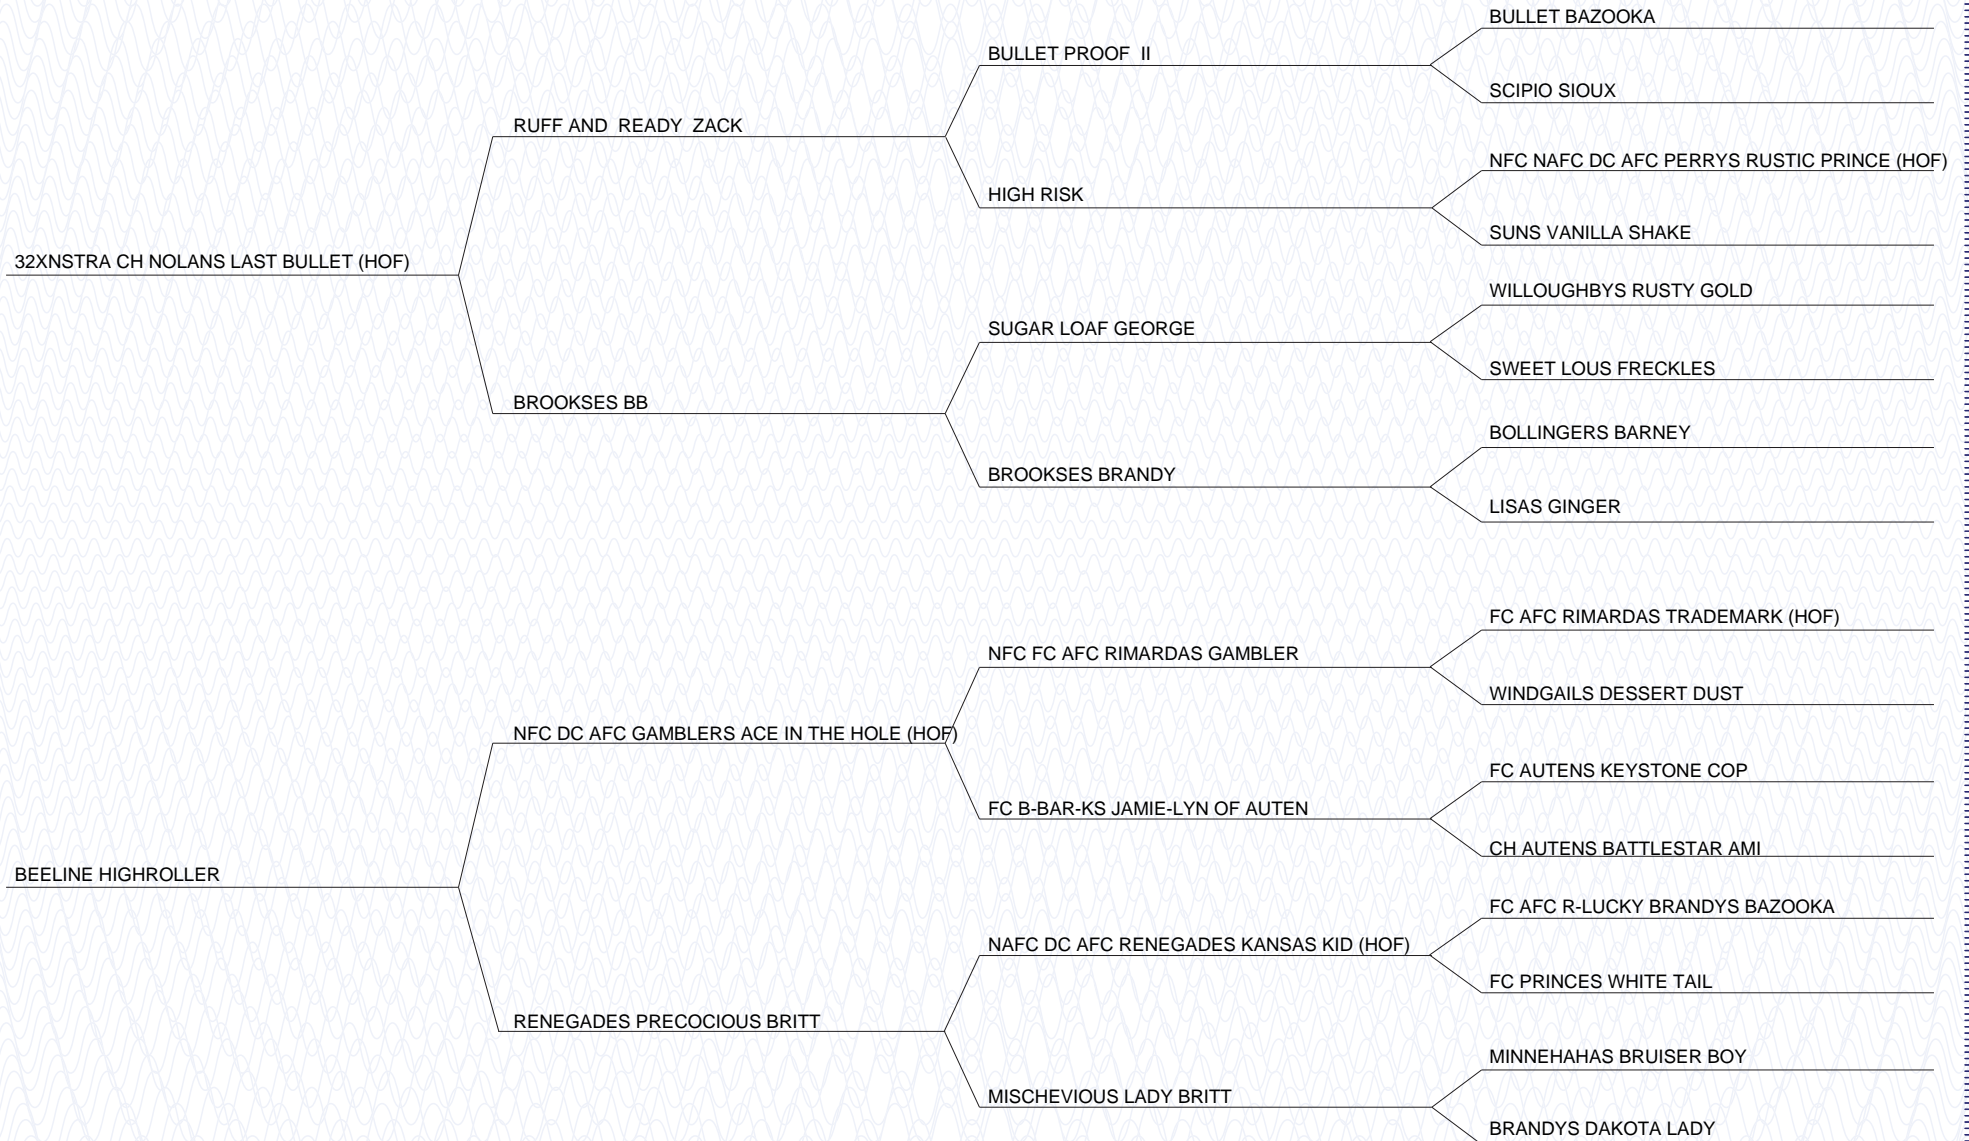 BULLET BAZOOKA
BULLET PROOF  II
SCIPIO SIOUX
RUFF AND  READY  ZACK
NFC NAFC DC AFC PERRYS RUSTIC PRINCE (HOF)
HIGH RISK
SUNS VANILLA SHAKE
32XNSTRA CH NOLANS LAST BULLET (HOF)
WILLOUGHBYS RUSTY GOLD
SUGAR LOAF GEORGE
SWEET LOUS FRECKLES
BROOKSES BB
BOLLINGERS BARNEY
BROOKSES BRANDY
LISAS GINGER
FC AFC RIMARDAS TRADEMARK (HOF)
NFC FC AFC RIMARDAS GAMBLER
WINDGAILS DESSERT DUST
NFC DC AFC GAMBLERS ACE IN THE HOLE (HOF)
FC AUTENS KEYSTONE COP
FC B-BAR-KS JAMIE-LYN OF AUTEN
CH AUTENS BATTLESTAR AMI
BEELINE HIGHROLLER
FC AFC R-LUCKY BRANDYS BAZOOKA
NAFC DC AFC RENEGADES KANSAS KID (HOF)
FC PRINCES WHITE TAIL
RENEGADES PRECOCIOUS BRITT
MINNEHAHAS BRUISER BOY
MISCHEVIOUS LADY BRITT
BRANDYS DAKOTA LADY